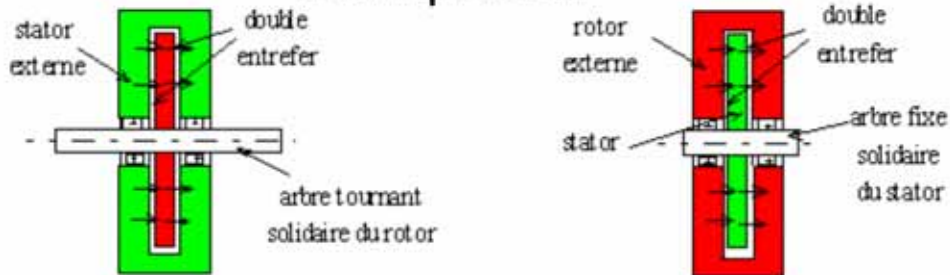 stator
externe
double
entrefer
arbre tournant
solidaire du rotor
rotor
externe
double
entrefer
stator
arbre fixe
solidaire
du stator